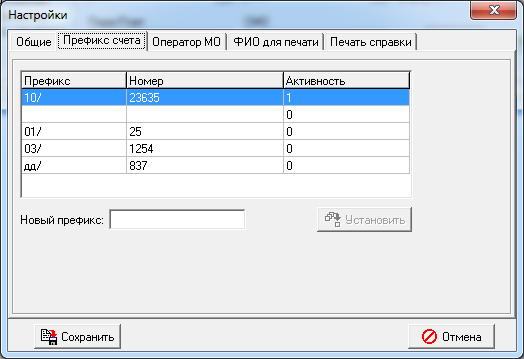 Настройки
Общие Префикс счета Оператор МО ФИО для печати Печать справки
Префикс Номер Активность
10/ 23635 1
0
01/ 25 0
03/ 1254 0
дд/ 837 0
Новый префикс: Установить
Сохранить Отмена